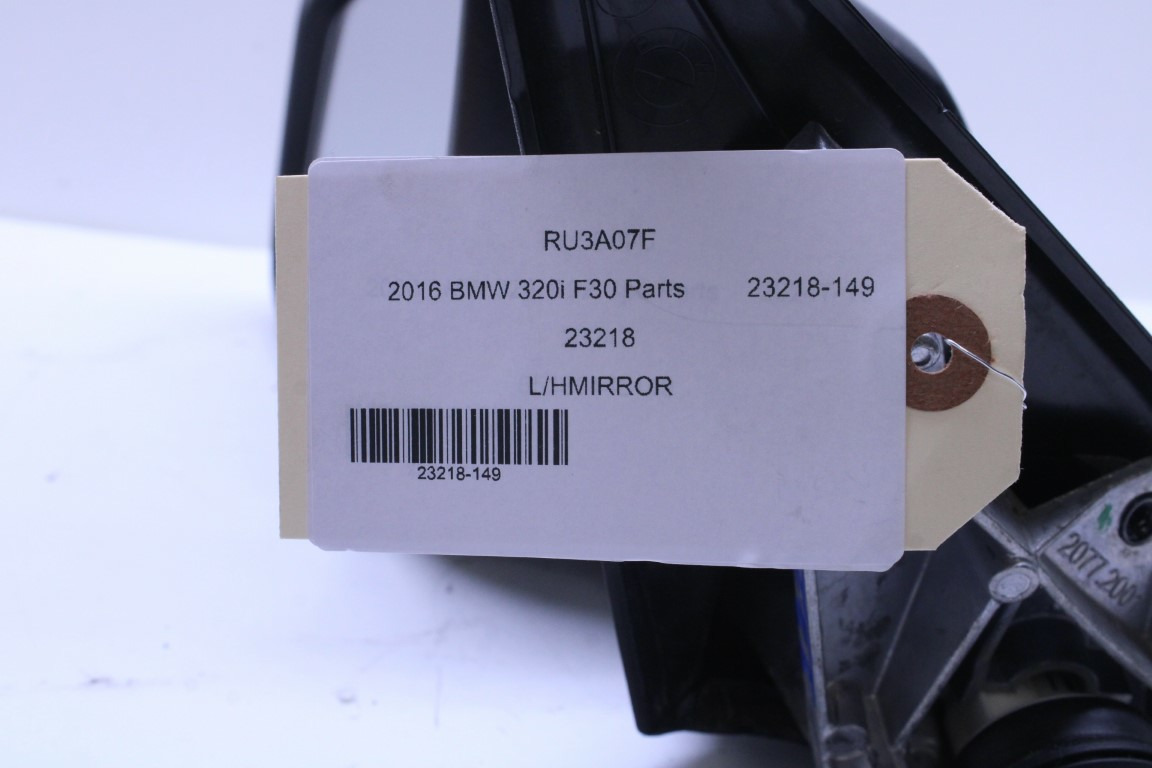 RU3A07F
2016 BMW 320i F30 Parts 23218-149
23218
L/HMIRROR
23218-149
2077.200